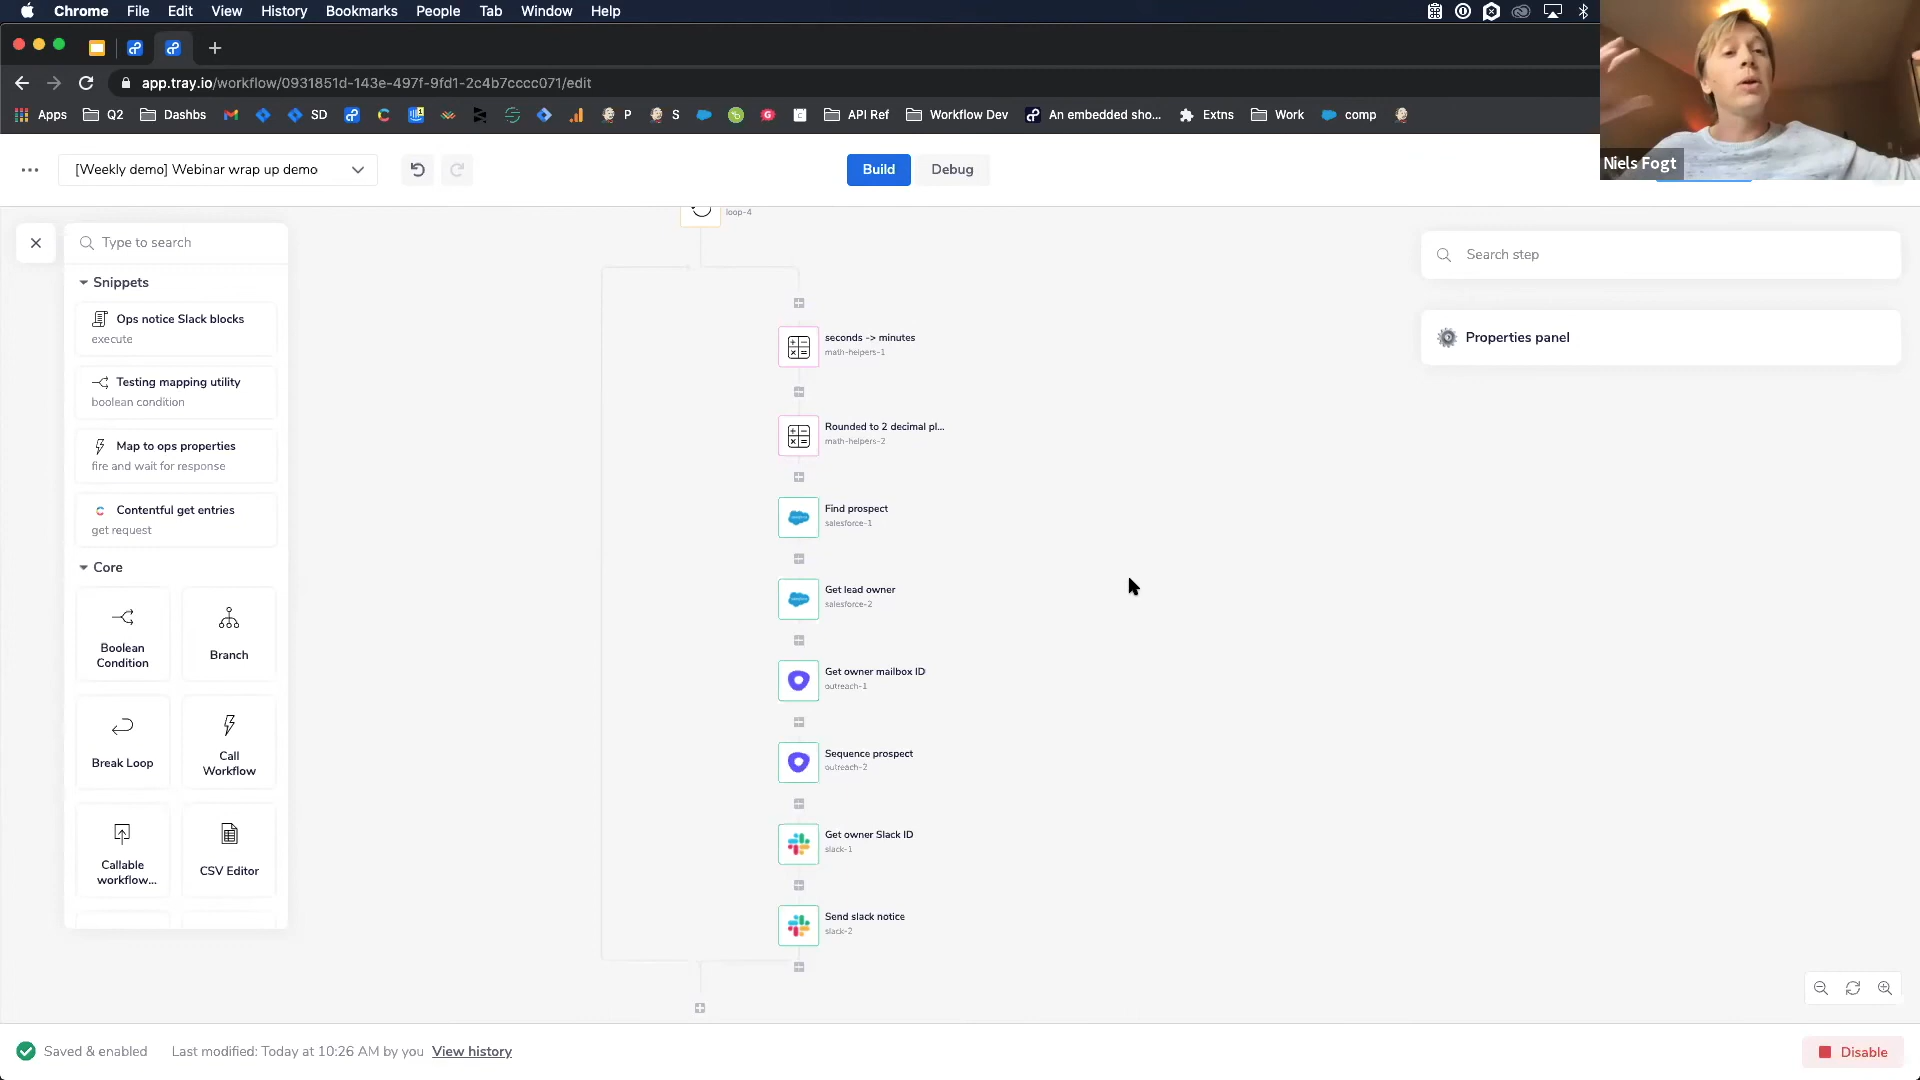 Chrome File Edit View History Bookmarks People Tab Window Help
app.tray.io/workflow/0931851d-143e-497f-9fd1-2c4b7cccc071/edit
Apps Q2 Dashbs SD P S API Ref Workflow Dev An embedded sho... Extns Work comp
Niels Fogt
[Weekly demo] Webinar wrap up demo
Build Debug
loop-4
Type to search
Snippets
Ops notice Slack blocks
execute
Testing mapping utility
boolean condition
Map to ops properties
fire and wait for response
Contentful get entries
get request
Core
Boolean
Condition
Branch
Break Loop
Call
Workflow
Callable
workflow...
CSV Editor
seconds -> minutes
math-helpers-1
Rounded to 2 decimal pl...
math-helpers-2
Find prospect
salesforce-1
Get lead owner
salesforce-2
Get owner mailbox ID
outreach-1
Sequence prospect
outreach-2
Get owner Slack ID
slack-1
Send slack notice
slack-2
Search step
Properties panel
Saved & enabled Last modified: Today at 10:26 AM by you View history
Disable